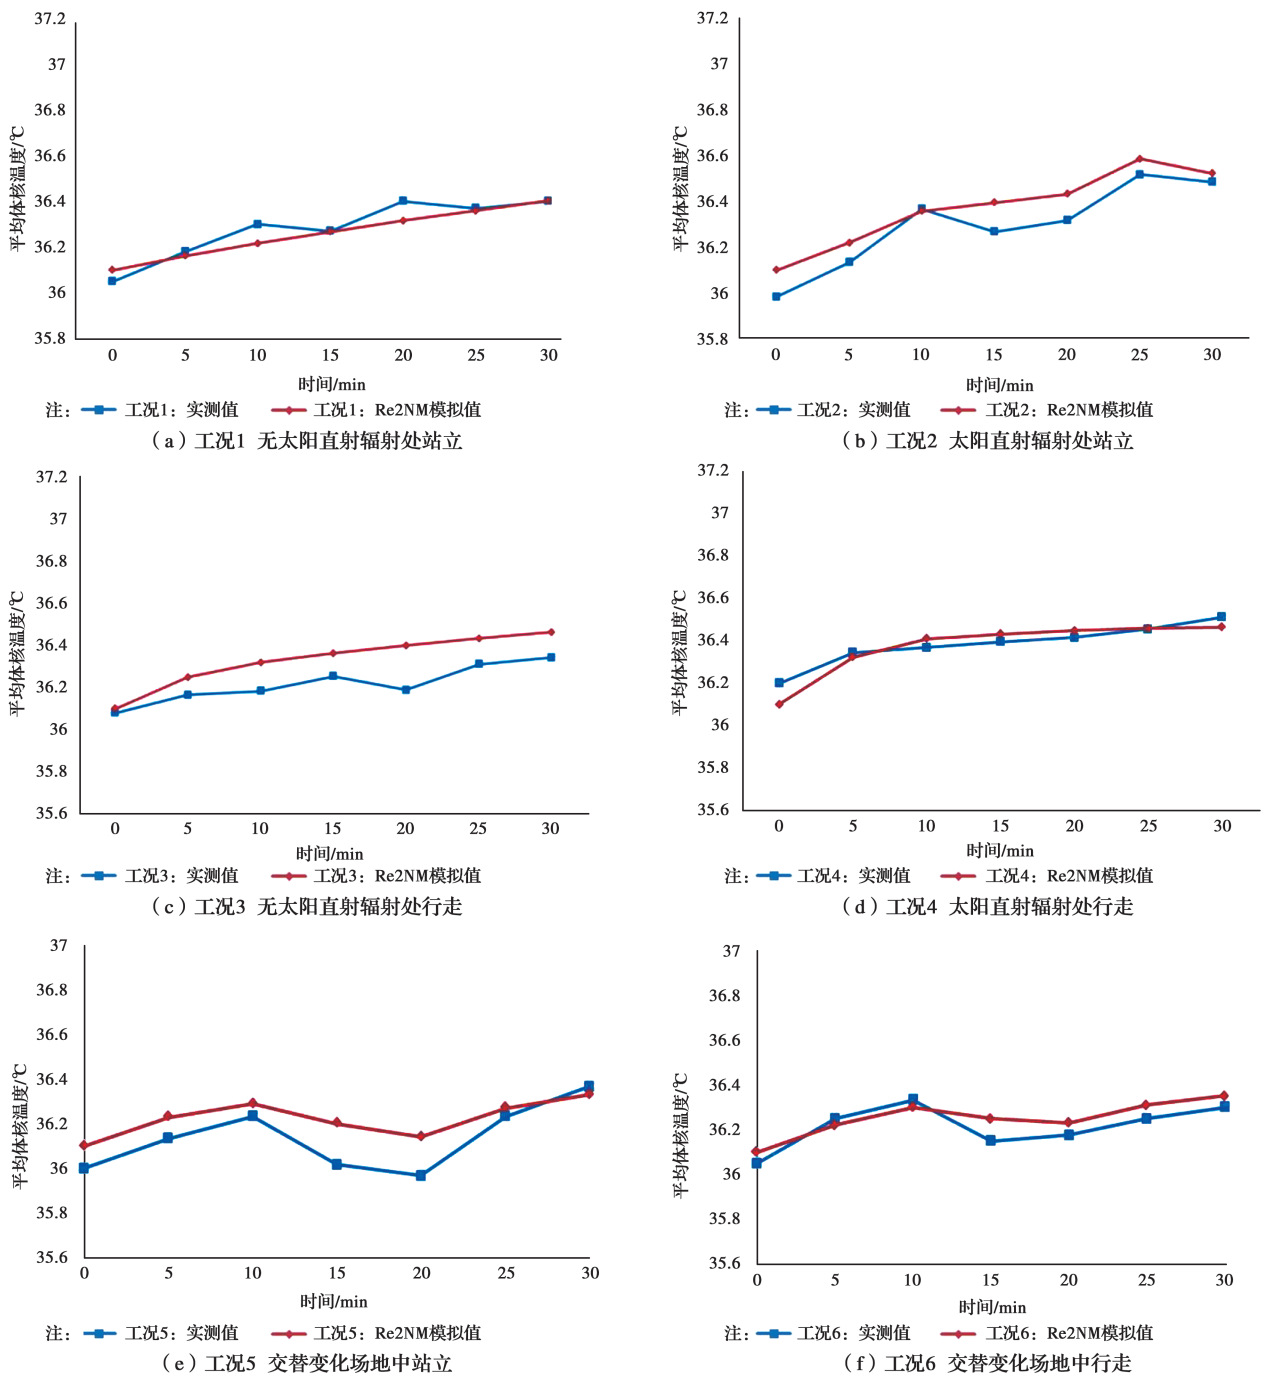 37.2
37
36.8
36.6
36.4
36.2
36
35.8
平均体核温度/℃
0 5 10 15 20 25 30
时间/min
注： 工况1：实测值 工况1：Re2NM模拟值
（a）工况1 无太阳直射辐射处站立
37.2
37
36.8
36.6
36.4
36.2
36
35.8
平均体核温度/℃
0 5 10 15 20 25 30
时间/min
注： 工况2：实测值 工况2：Re2NM模拟值
（b）工况2 太阳直射辐射处站立
37.2
37
36.8
36.6
36.4
36.2
36
35.8
35.6
平均体核温度/℃
0 5 10 15 20 25 30
时间/min
注： 工况3：实测值 工况3：Re2NM模拟值
（c）工况3 无太阳直射辐射处行走
37.2
37
36.8
36.6
36.4
36.2
36
35.8
35.6
平均体核温度/℃
0 5 10 15 20 25 30
时间/min
注： 工况4：实测值 工况4：Re2NM模拟值
（d）工况4 太阳直射辐射处行走
37
36.8
36.6
36.4
36.2
36
35.8
35.6
平均体核温度/℃
0 5 10 15 20 25 30
时间/min
注： 工况5：实测值 工况5：Re2NM模拟值
（e）工况5 交替变化场地中站立
37
36.8
36.6
36.4
36.2
36
35.8
35.6
平均体核温度/℃
0 5 10 15 20 25 30
时间/min
注： 工况6：实测值 工况6：Re2NM模拟值
（f）工况6 交替变化场地中行走